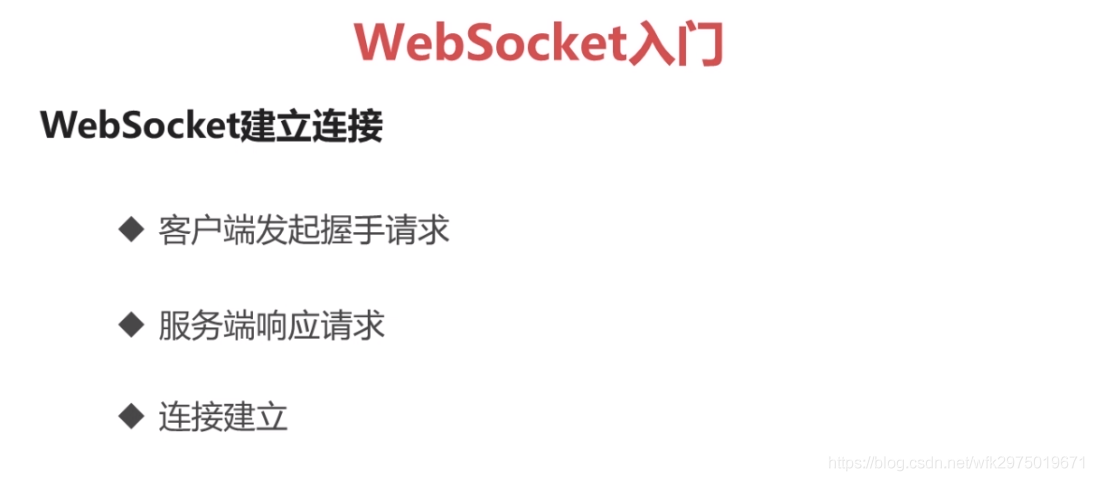 WebSocket入门
WebSocket建立连接
◆ 客户端发起握手请求
◆ 服务端响应请求
◆ 连接建立
https://blog.csdn.net/wfk2975019671